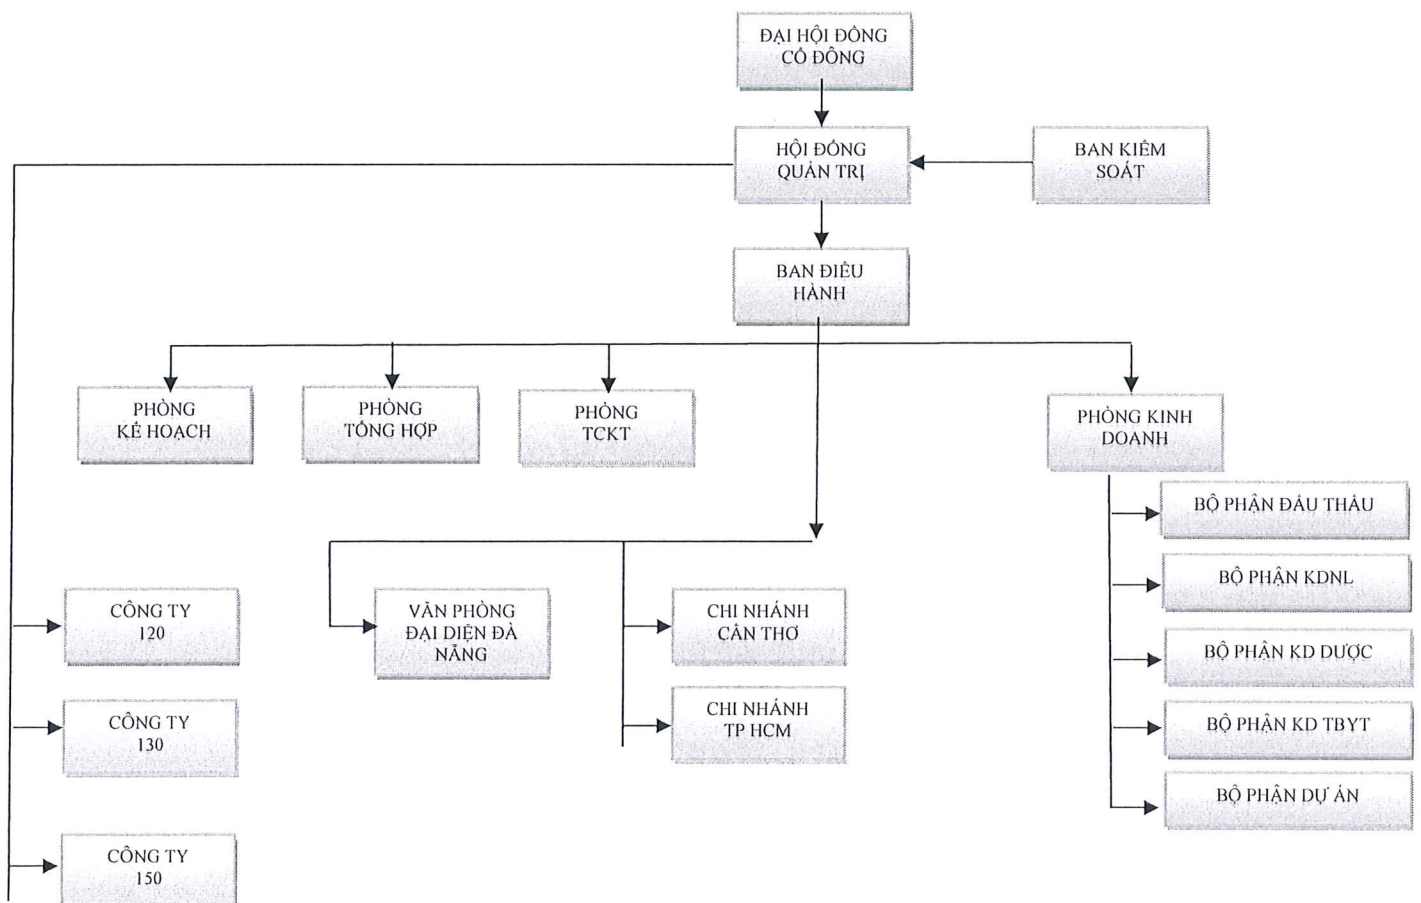 ĐẠI HỘI ĐỒNG
CỔ ĐÔNG
HỘI ĐỒNG
QUẢN TRỊ
BAN KIỂM
SOÁT
BAN ĐIỀU
HÀNH
PHÒNG
KẾ HOẠCH
PHÒNG
TỔNG HỢP
PHÒNG
TCKT
PHÒNG KINH
DOANH
BỘ PHẬN ĐẤU THẦU
BỘ PHẬN KDNL
BỘ PHẬN KD DƯỢC
BỘ PHẬN KD TBYT
BỘ PHẬN DỰ ÁN
CÔNG TY
120
VĂN PHÒNG
ĐẠI DIỆN ĐÀ
NẴNG
CHI NHÁNH
CẦN THƠ
CÔNG TY
130
CHI NHÁNH
TP HCM
CÔNG TY
150